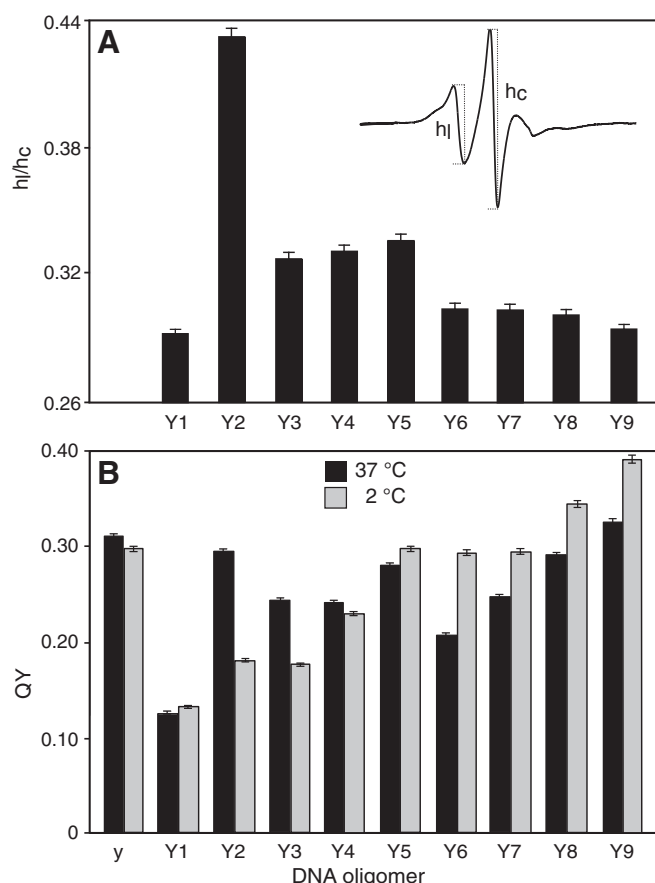 A
0.44
0.38
0.32
0.26
hl/hc
hl
hc
Y1 Y2 Y3 Y4 Y5 Y6 Y7 Y8 Y9
B
37 °C
2 °C
0.40
0.30
0.20
0.10
0
QY
y Y1 Y2 Y3 Y4 Y5 Y6 Y7 Y8 Y9
DNA oligomer